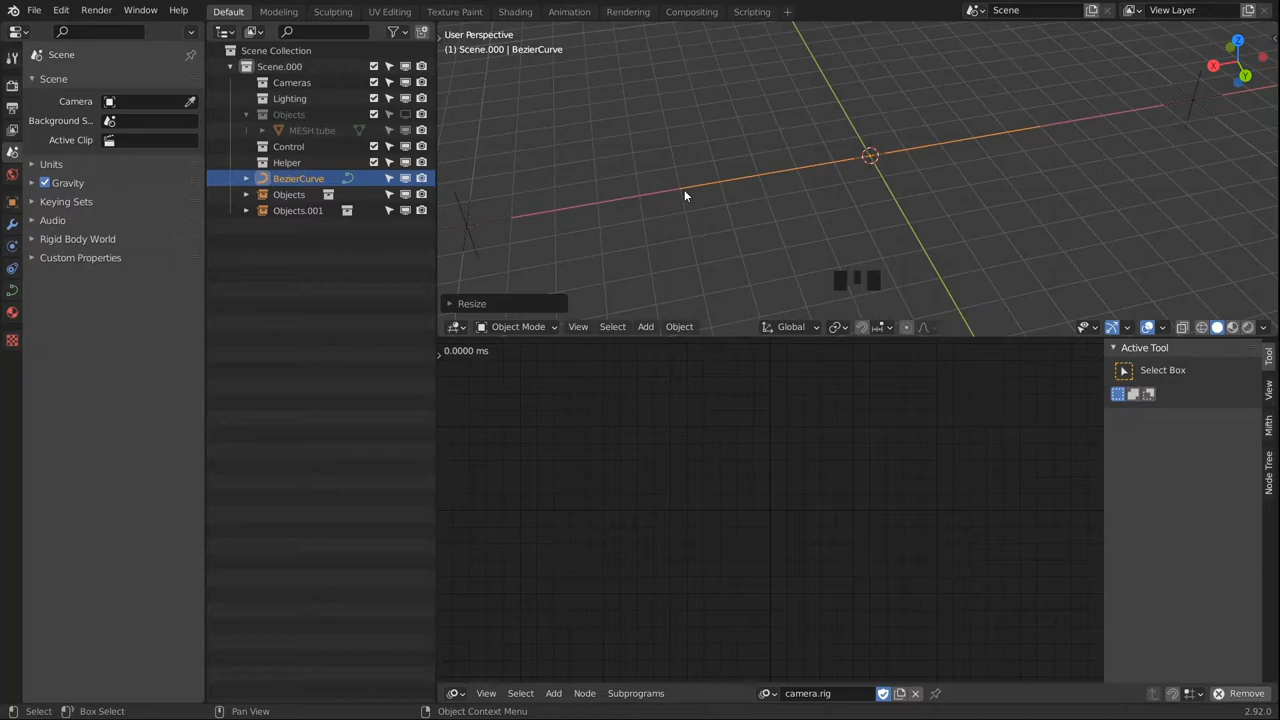 File Edit Render Window Help
Default Modeling Sculpting UV Editing Texture Paint Shading Animation Rendering Compositing Scripting
Scene
View Layer
Scene
Scene
Camera
Background S...
Active Clip
Units
Gravity
Keying Sets
Audio
Rigid Body World
Custom Properties
Scene Collection
Scene.000
Cameras
Lighting
Objects
MESH.tube
Control
Helper
BezierCurve
Objects
Objects.001
User Perspective
(1) Scene.000 | BezierCurve
Z
X
Y
Resize
Object Mode View Select Add Object Global
0.0000 ms
Active Tool
Select Box
Tool
View
Mifth
Node Tree
View Select Add Node Subprograms camera.rig Remove
Select Box Select Pan View Object Context Menu 2.92.0